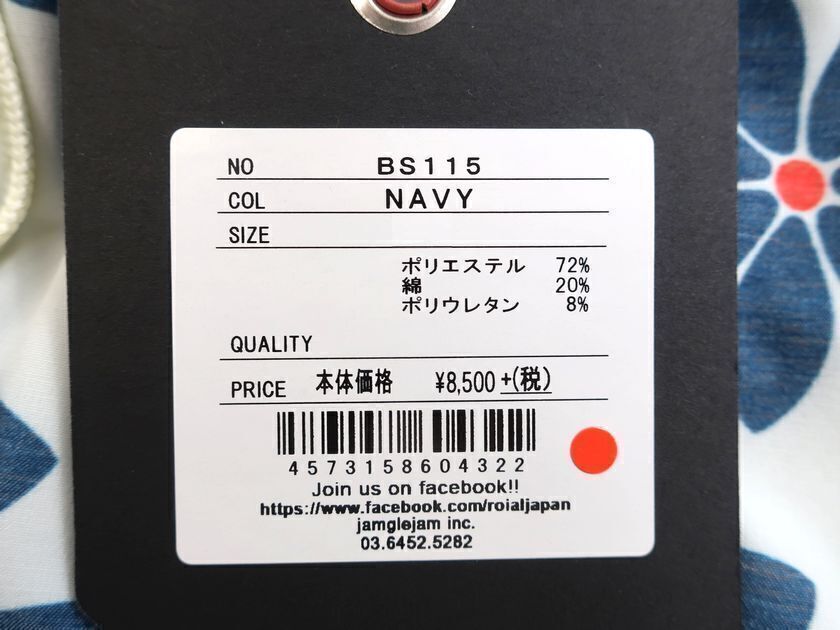 NO BS115
COL NAVY
SIZE
ポリエステル 72%
綿 20%
ポリウレタン 8%
QUALITY
PRICE 本体価格 ¥8,500+(税)
4573158604322
Join us on facebook!!
https://www.facebook.com/roialjapan
jamglejam inc.
03.6452.5282